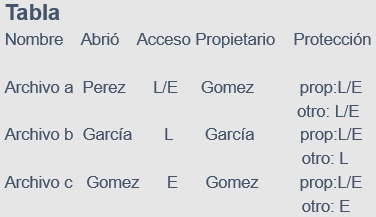 Tabla
Nombre Abrió Acceso Propietario Protección
Archivo a Perez L/E Gomez prop:L/E
otro: L/E
Archivo b García L García prop:L/E
otro: L
Archivo c Gomez E Gomez prop:L/E
otro: E